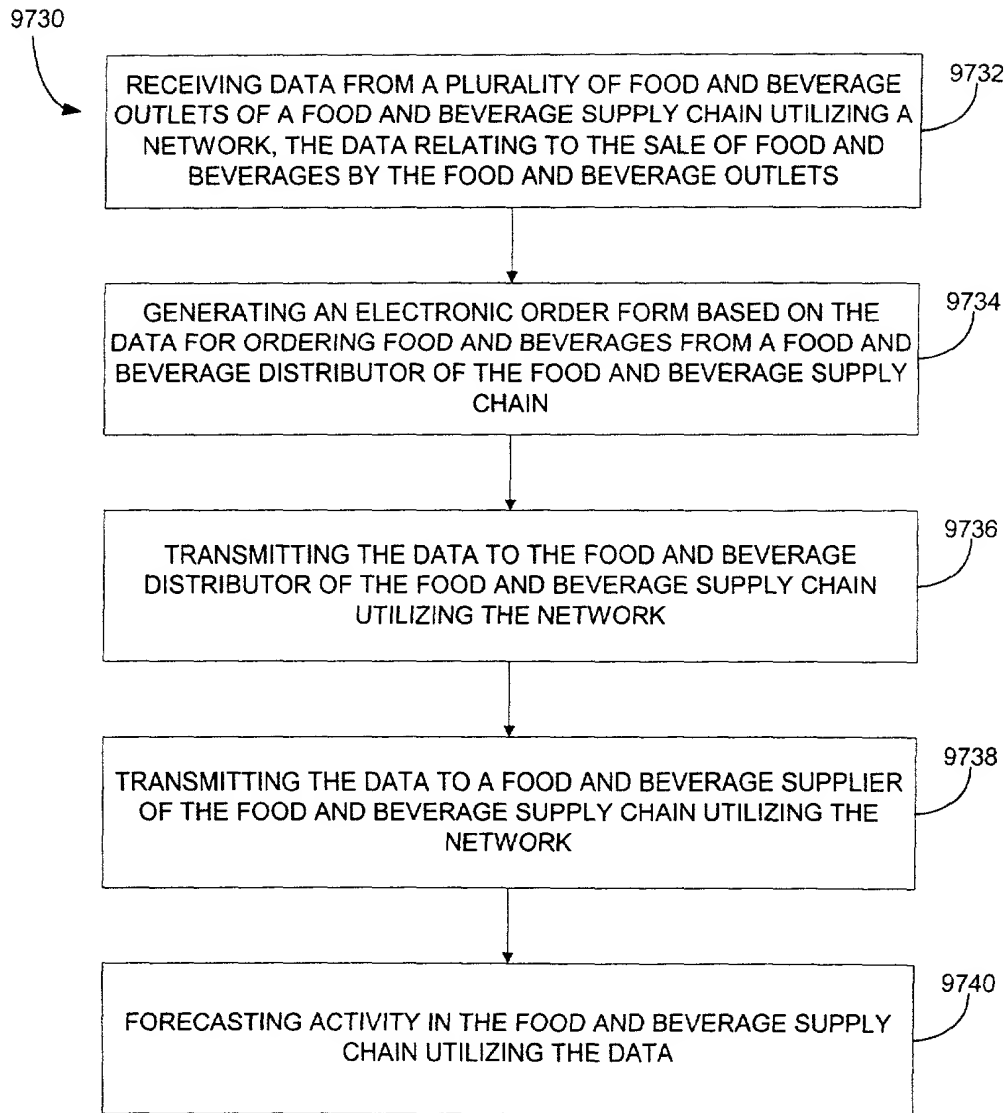 9730
RECEIVING DATA FROM A PLURALITY OF FOOD AND BEVERAGE
OUTLETS OF A FOOD AND BEVERAGE SUPPLY CHAIN UTILIZING A
NETWORK, THE DATA RELATING TO THE SALE OF FOOD AND
BEVERAGES BY THE FOOD AND BEVERAGE OUTLETS
9732
GENERATING AN ELECTRONIC ORDER FORM BASED ON THE
DATA FOR ORDERING FOOD AND BEVERAGES FROM A FOOD AND
BEVERAGE DISTRIBUTOR OF THE FOOD AND BEVERAGE SUPPLY
CHAIN
9734
TRANSMITTING THE DATA TO THE FOOD AND BEVERAGE
DISTRIBUTOR OF THE FOOD AND BEVERAGE SUPPLY CHAIN
UTILIZING THE NETWORK
9736
TRANSMITTING THE DATA TO A FOOD AND BEVERAGE SUPPLIER
OF THE FOOD AND BEVERAGE SUPPLY CHAIN UTILIZING THE
NETWORK
9738
FORECASTING ACTIVITY IN THE FOOD AND BEVERAGE SUPPLY
CHAIN UTILIZING THE DATA
9740